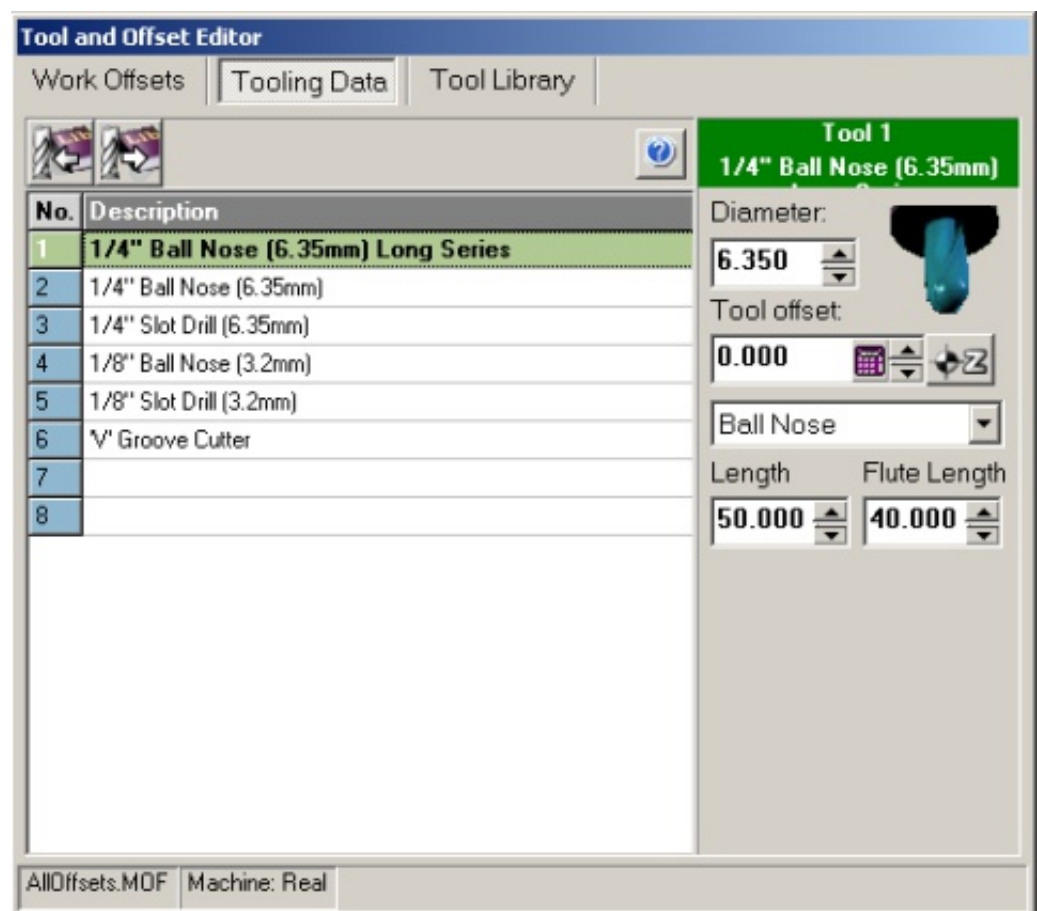 Tool and Offset Editor
Work Offsets Tooling Data Tool Library
No. Description
1 1/4" Ball Nose (6.35mm) Long Series
2 1/4" Ball Nose (6.35mm)
3 1/4" Slot Drill (6.35mm)
4 1/8" Ball Nose (3.2mm)
5 1/8" Slot Drill (3.2mm)
6 'V' Groove Cutter
7
8
Tool 1
1/4" Ball Nose (6.35mm)
Diameter:
6.350
Tool offset:
0.000
Z
Ball Nose
Length Flute Length
50.000 40.000
AllOffsets.MOF Machine: Real